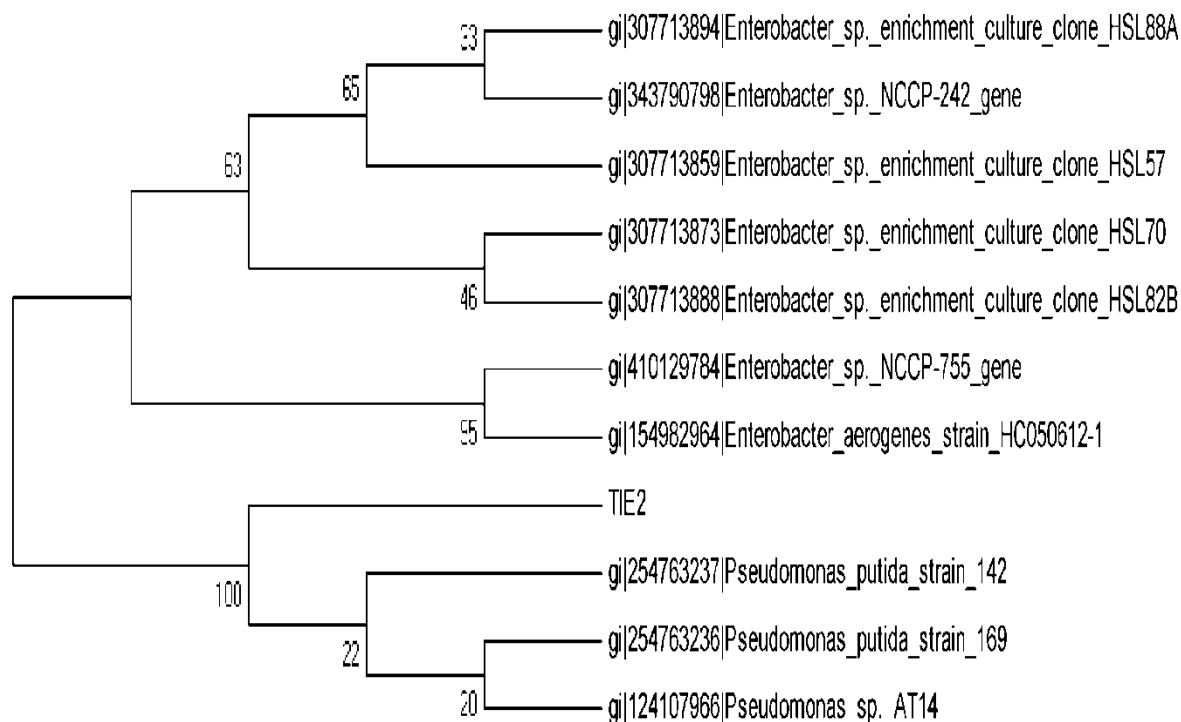 gi|307713894|Enterobacter_sp._enrichment_culture_clone_HSL88A
33
gi|343790798|Enterobacter_sp._NCCP-242_gene
65
gi|307713859|Enterobacter_sp._enrichment_culture_clone_HSL57
63
gi|307713873|Enterobacter_sp._enrichment_culture_clone_HSL70
46
gi|307713888|Enterobacter_sp._enrichment_culture_clone_HSL82B
gi|410129784|Enterobacter_sp._NCCP-755_gene
95
gi|154982964|Enterobacter_aerogenes_strain_HC050612-1
TIE2
100
gi|254763237|Pseudomonas_putida_strain_142
22
gi|254763236|Pseudomonas_putida_strain_169
20
gi|124107966|Pseudomonas_sp._AT14